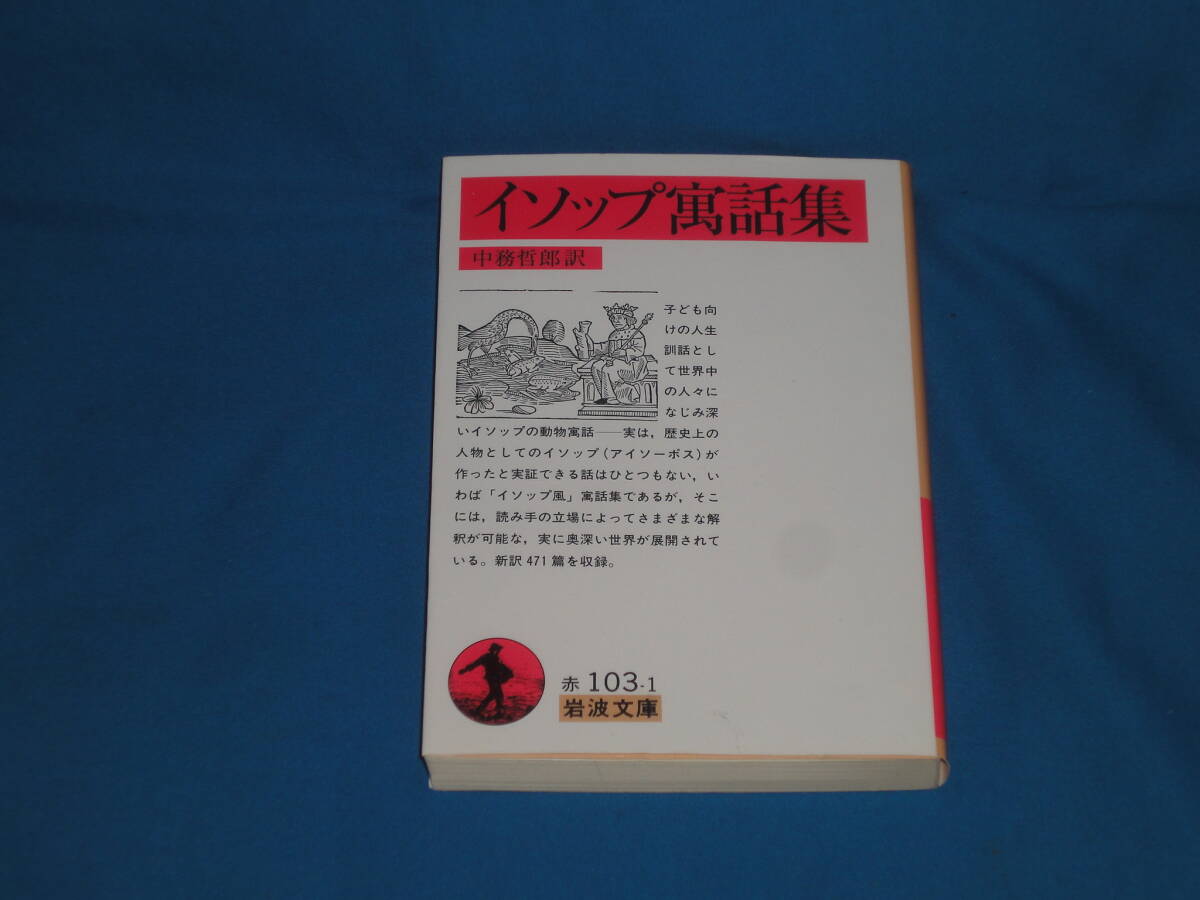 イソップ寓話集
中務哲郎訳
子ども向
けの人生
訓話とし
て世界中
の人々に
なじみ深
いイソップの動物寓話――実は，歴史上の
人物としてのイソップ（アイソーポス）が
作ったと実証できる話はひとつもない，い
わば「イソップ風」寓話集であるが，そこ
には，読み手の立場によってさまざまな解
釈が可能な，実に奥深い世界が展開されて
いる。新訳471篇を収録。
赤 103-1
岩波文庫